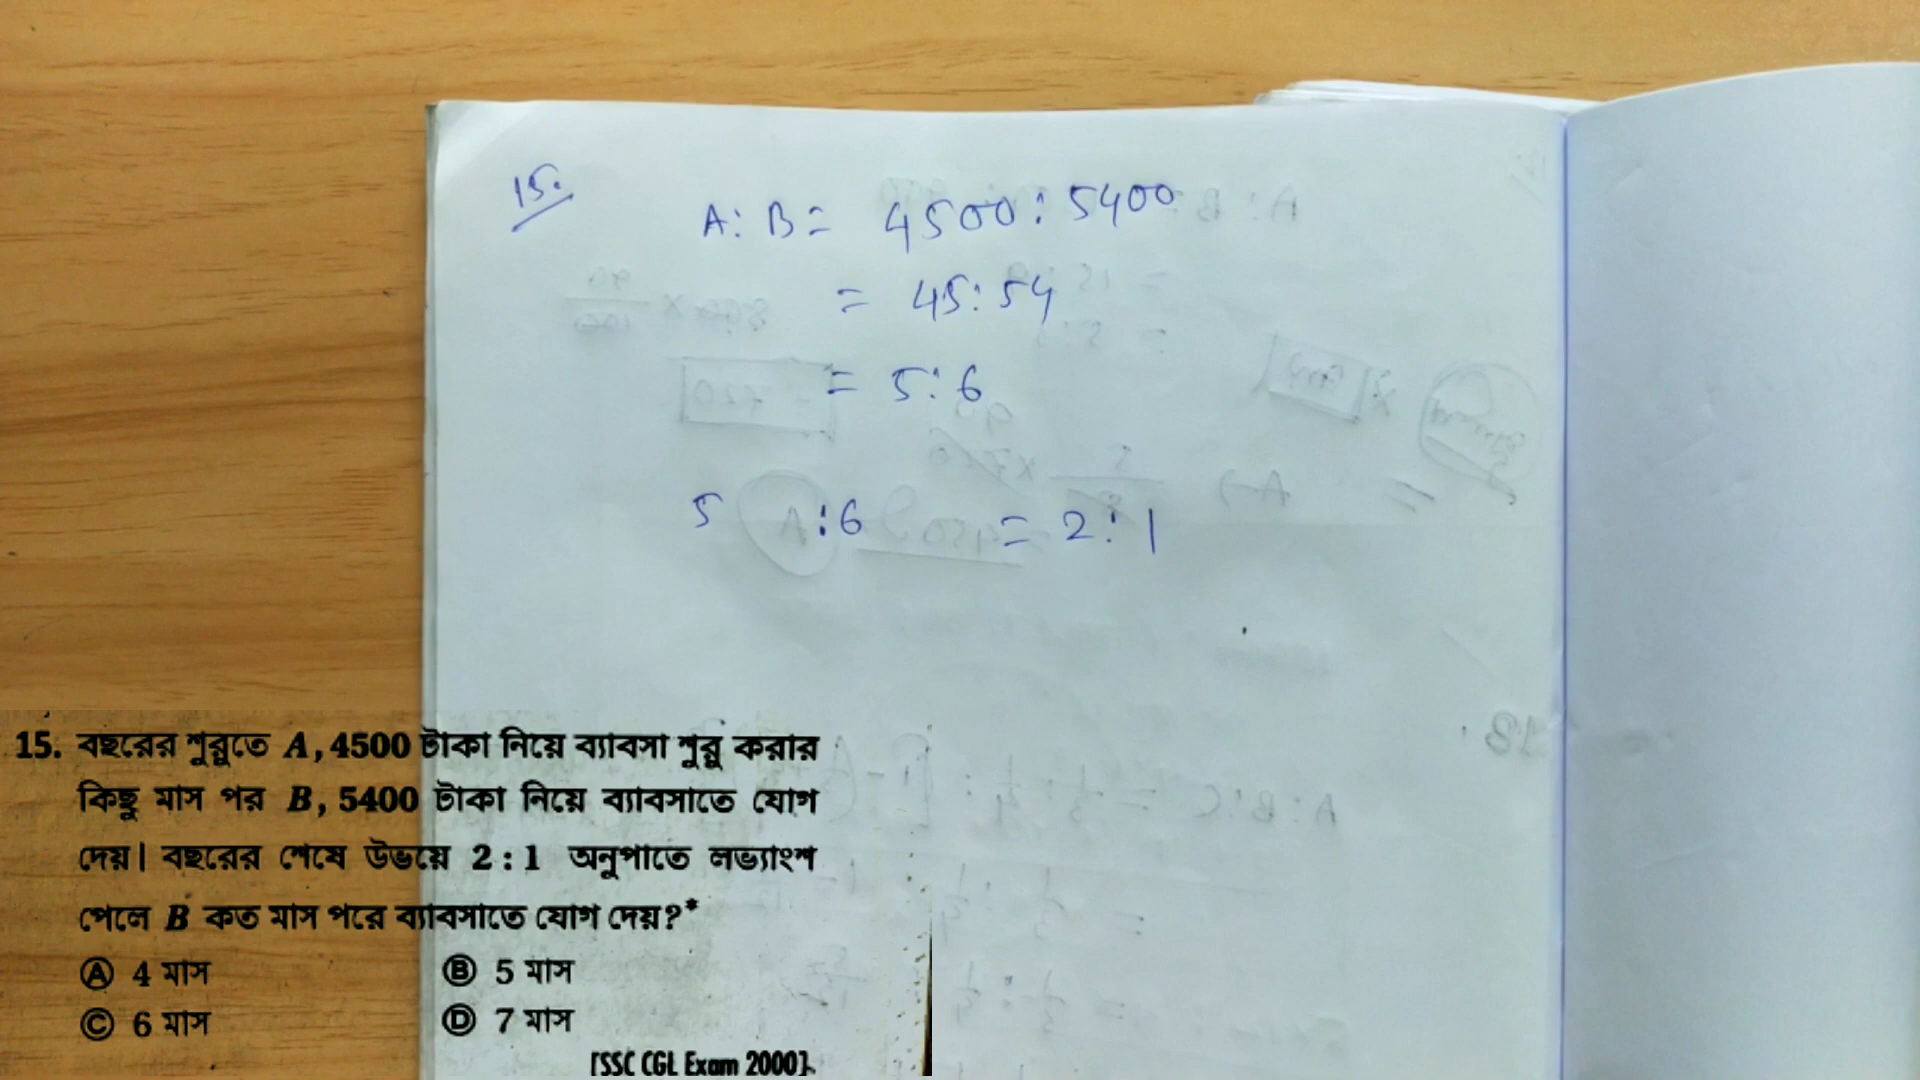 15.
A : B = 4500 : 5400
= 45 : 54
= 5 : 6
5 : 6 = 2 : 1
15. বছরের শুরুতে A, 4500 টাকা নিয়ে ব্যাবসা শুরু করার
কিছু মাস পর B, 5400 টাকা নিয়ে ব্যাবসাতে যোগ
দেয়। বছরের শেষে উভয়ে 2 : 1 অনুপাতে লভ্যাংশ
পেলে B কত মাস পরে ব্যাবসাতে যোগ দেয়?*
Ⓐ 4 মাস Ⓑ 5 মাস
Ⓒ 6 মাস Ⓓ 7 মাস
[SSC CGL Exam 2000]